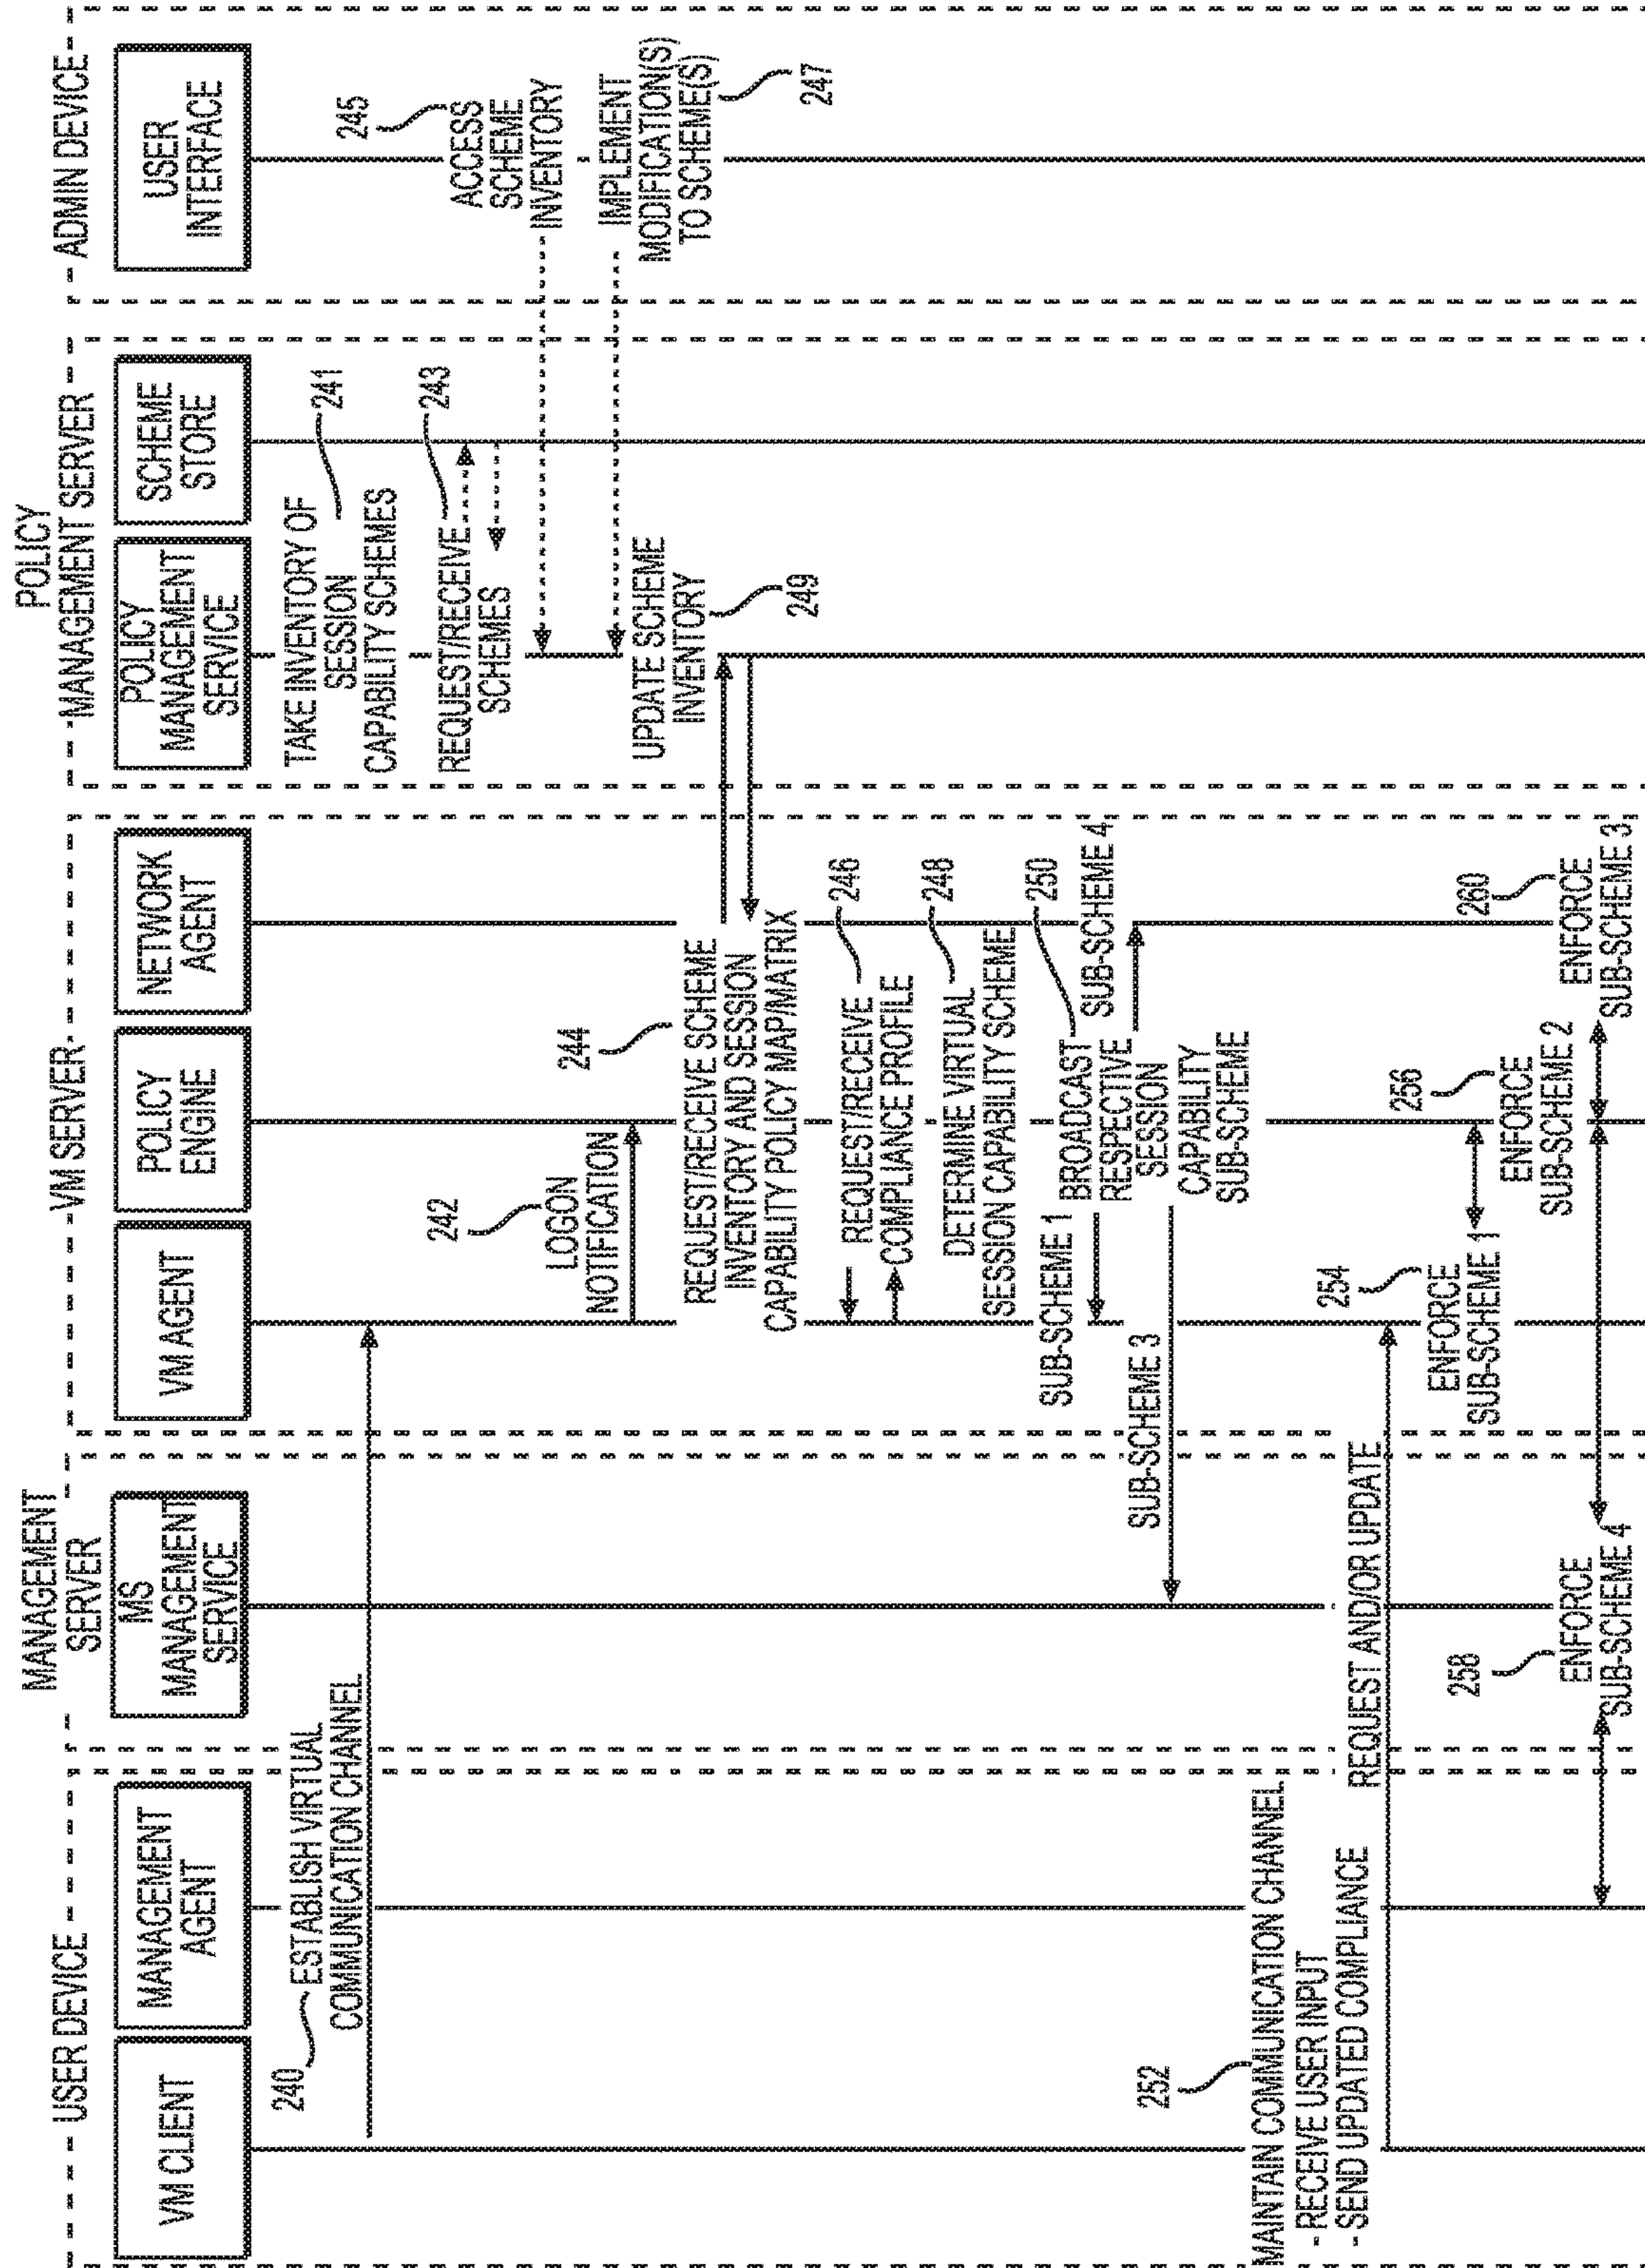 USER DEVICE
MANAGEMENT
SERVER
VM SERVER
POLICY
MANAGEMENT SERVER
ADMIN DEVICE
VM CLIENT
MANAGEMENT
AGENT
MS
MANAGEMENT
SERVICE
VM AGENT
POLICY
ENGINE
NETWORK
AGENT
POLICY
MANAGEMENT
SERVICE
SCHEME
STORE
USER
INTERFACE
240
ESTABLISH VIRTUAL
COMMUNICATION CHANNEL
TAKE INVENTORY OF
SESSION
CAPABILITY SCHEMES
241
REQUEST/RECEIVE
SCHEMES
243
245
ACCESS
SCHEME
INVENTORY
IMPLEMENT
MODIFICATION(S)
TO SCHEME(S)
247
242
LOGON
NOTIFICATION
UPDATE SCHEME
INVENTORY
249
244
REQUEST/RECEIVE SCHEME
INVENTORY AND SESSION
CAPABILITY POLICY MAP/MATRIX
246
REQUEST/RECEIVE
COMPLIANCE PROFILE
248
DETERMINE VIRTUAL
SESSION CAPABILITY SCHEME
250
BROADCAST
RESPECTIVE
SESSION
CAPABILITY
SUB-SCHEME
SUB-SCHEME 1
SUB-SCHEME 4
SUB-SCHEME 3
252
MAINTAIN COMMUNICATION CHANNEL
- RECEIVE USER INPUT
- SEND UPDATED COMPLIANCE
REQUEST AND/OR UPDATE
254
ENFORCE
SUB-SCHEME 1
256
ENFORCE
SUB-SCHEME 2
258
ENFORCE
SUB-SCHEME 4
260
ENFORCE
SUB-SCHEME 3